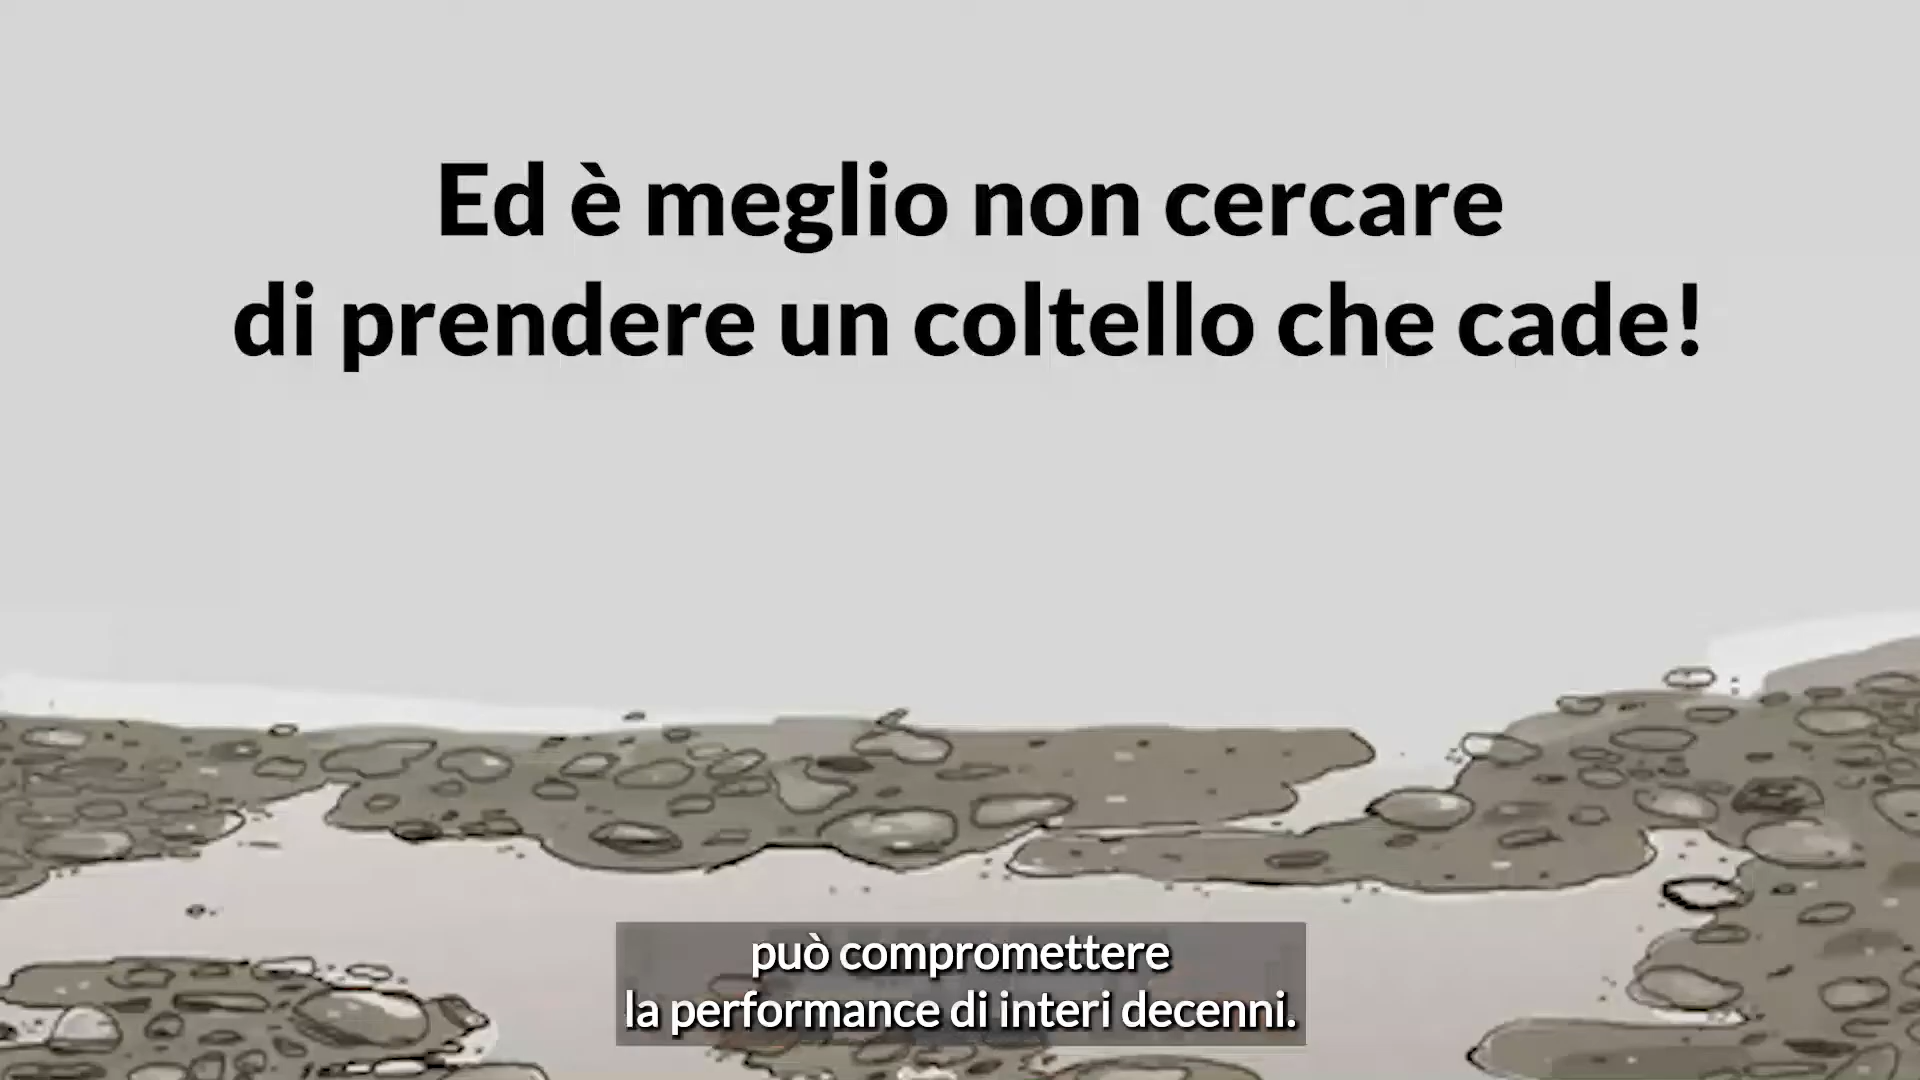 Ed è meglio non cercare
di prendere un coltello che cade!
può compromettere
la performance di interi decenni.